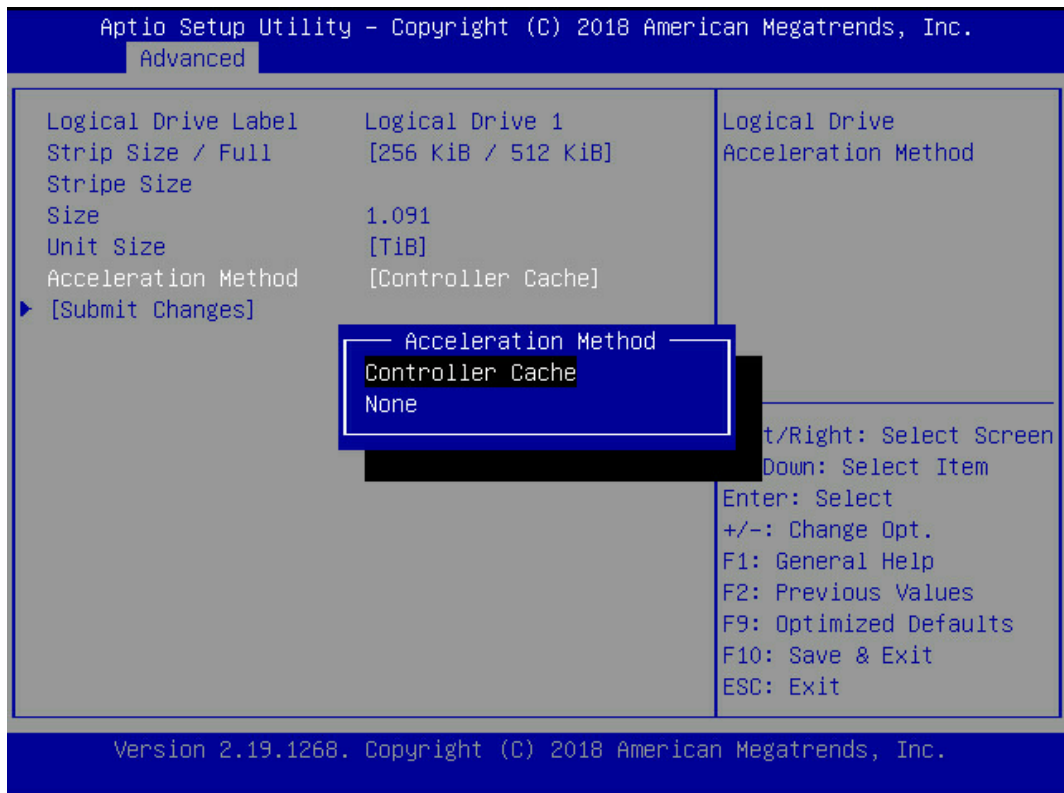 Aptio Setup Utility – Copyright (C) 2018 American Megatrends, Inc.
Advanced
Logical Drive Label Logical Drive 1
Strip Size / Full [256 KiB / 512 KiB]
Stripe Size
Size 1.091
Unit Size [TiB]
Acceleration Method [Controller Cache]
[Submit Changes]
Acceleration Method
Controller Cache
None
Logical Drive
Acceleration Method
t/Right: Select Screen
Down: Select Item
Enter: Select
+/-: Change Opt.
F1: General Help
F2: Previous Values
F9: Optimized Defaults
F10: Save & Exit
ESC: Exit
Version 2.19.1268. Copyright (C) 2018 American Megatrends, Inc.